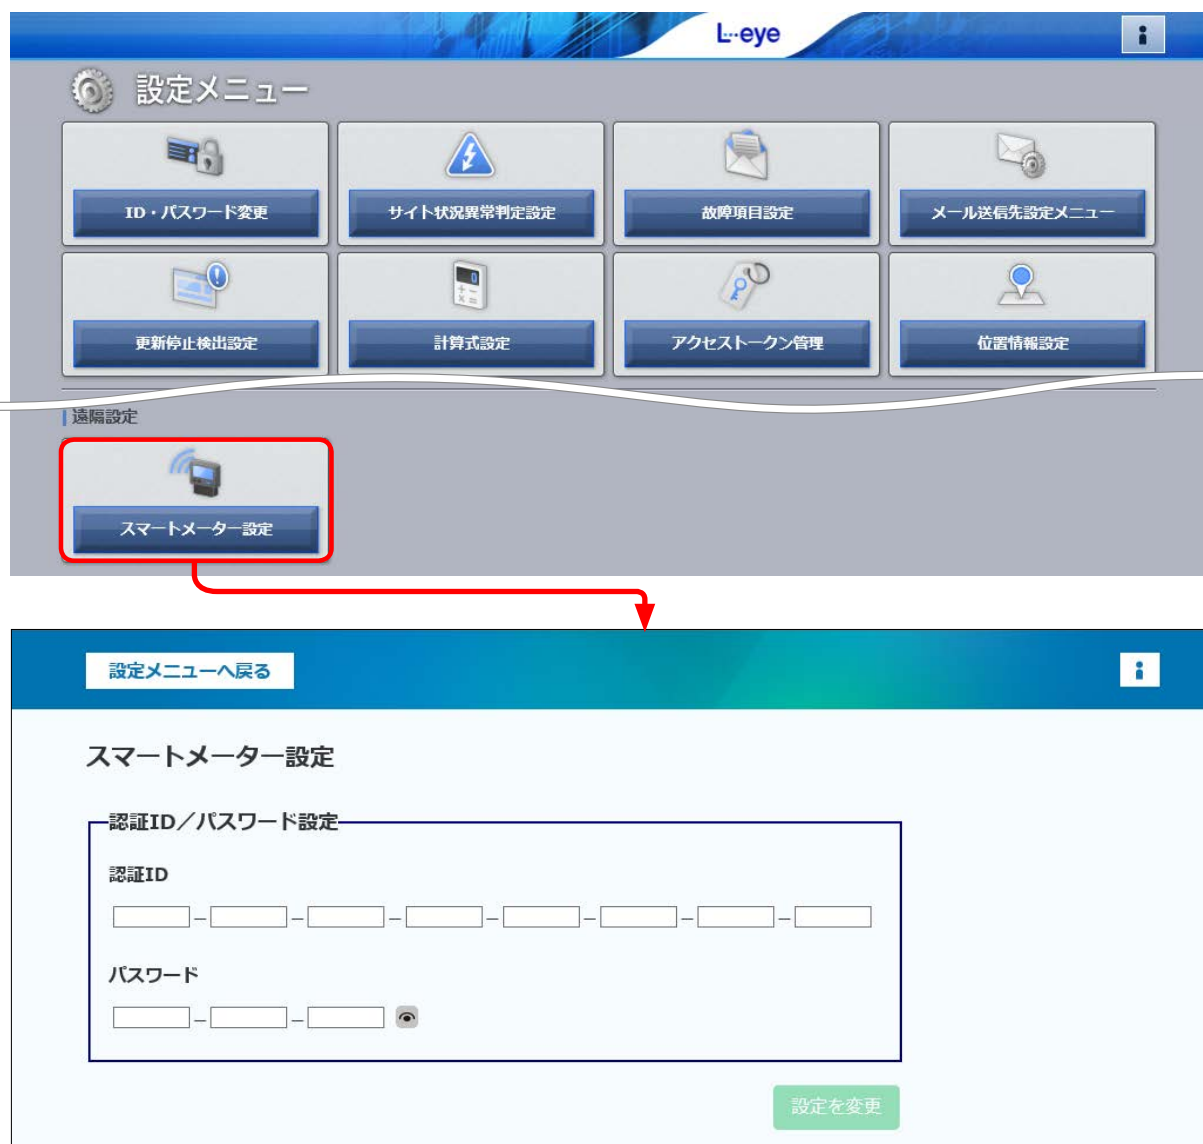 L・・・eye
設定メニュー
ID・パスワード変更
サイト状況異常判定設定
故障項目設定
メール送信先設定メニュー
更新停止検出設定
計算式設定
アクセストークン管理
位置情報設定
遠隔設定
スマートメーター設定
設定メニューへ戻る
スマートメーター設定
認証ID／パスワード設定
認証ID
パスワード
設定を変更